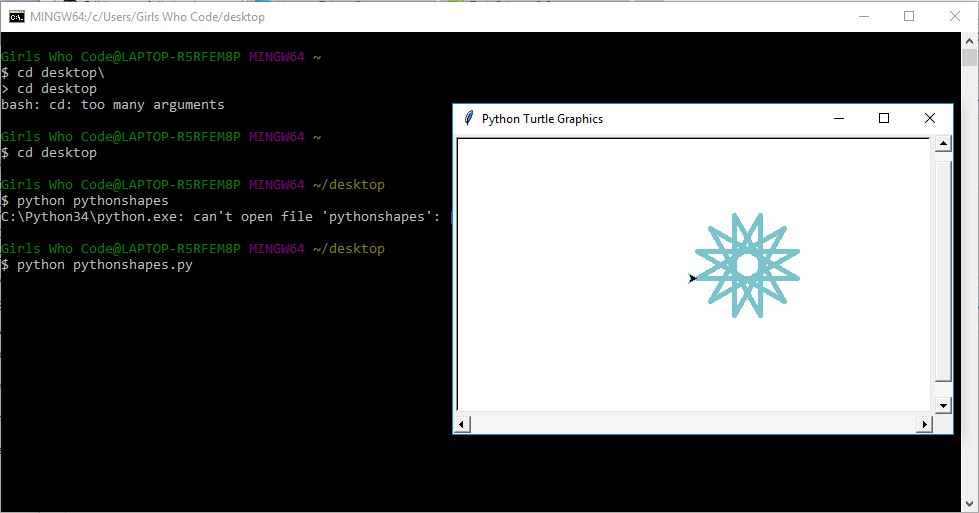 MINGW64:/c/Users/Girls Who Code/desktop
Girls Who Code@LAPTOP-R5RFEM8P MINGW64 ~
$ cd desktop\
> cd desktop
bash: cd: too many arguments
Girls Who Code@LAPTOP-R5RFEM8P MINGW64 ~
$ cd desktop
Girls Who Code@LAPTOP-R5RFEM8P MINGW64 ~/desktop
$ python pythonshapes
C:\Python34\python.exe: can't open file 'pythonshapes':
Girls Who Code@LAPTOP-R5RFEM8P MINGW64 ~/desktop
$ python pythonshapes.py
Python Turtle Graphics